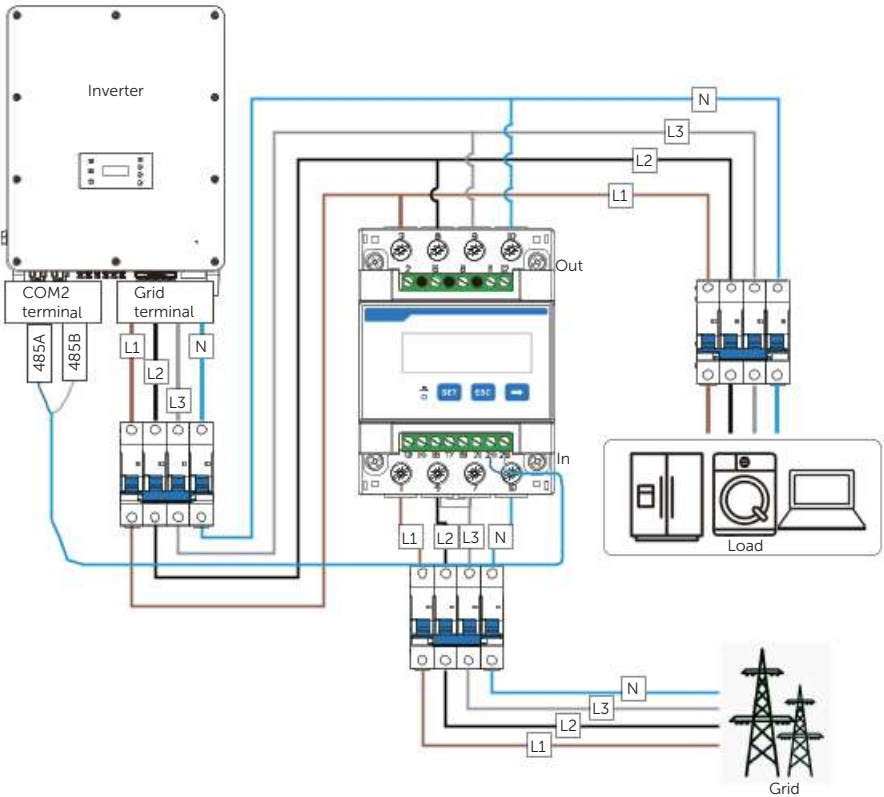 Inverter
N
L3
L2
L1
Out
COM2
terminal
Grid
terminal
485A
485B
L1
L2
L3
N
SET
ESC
In
L1
L2
L3
N
Load
N
L3
L2
L1
Grid